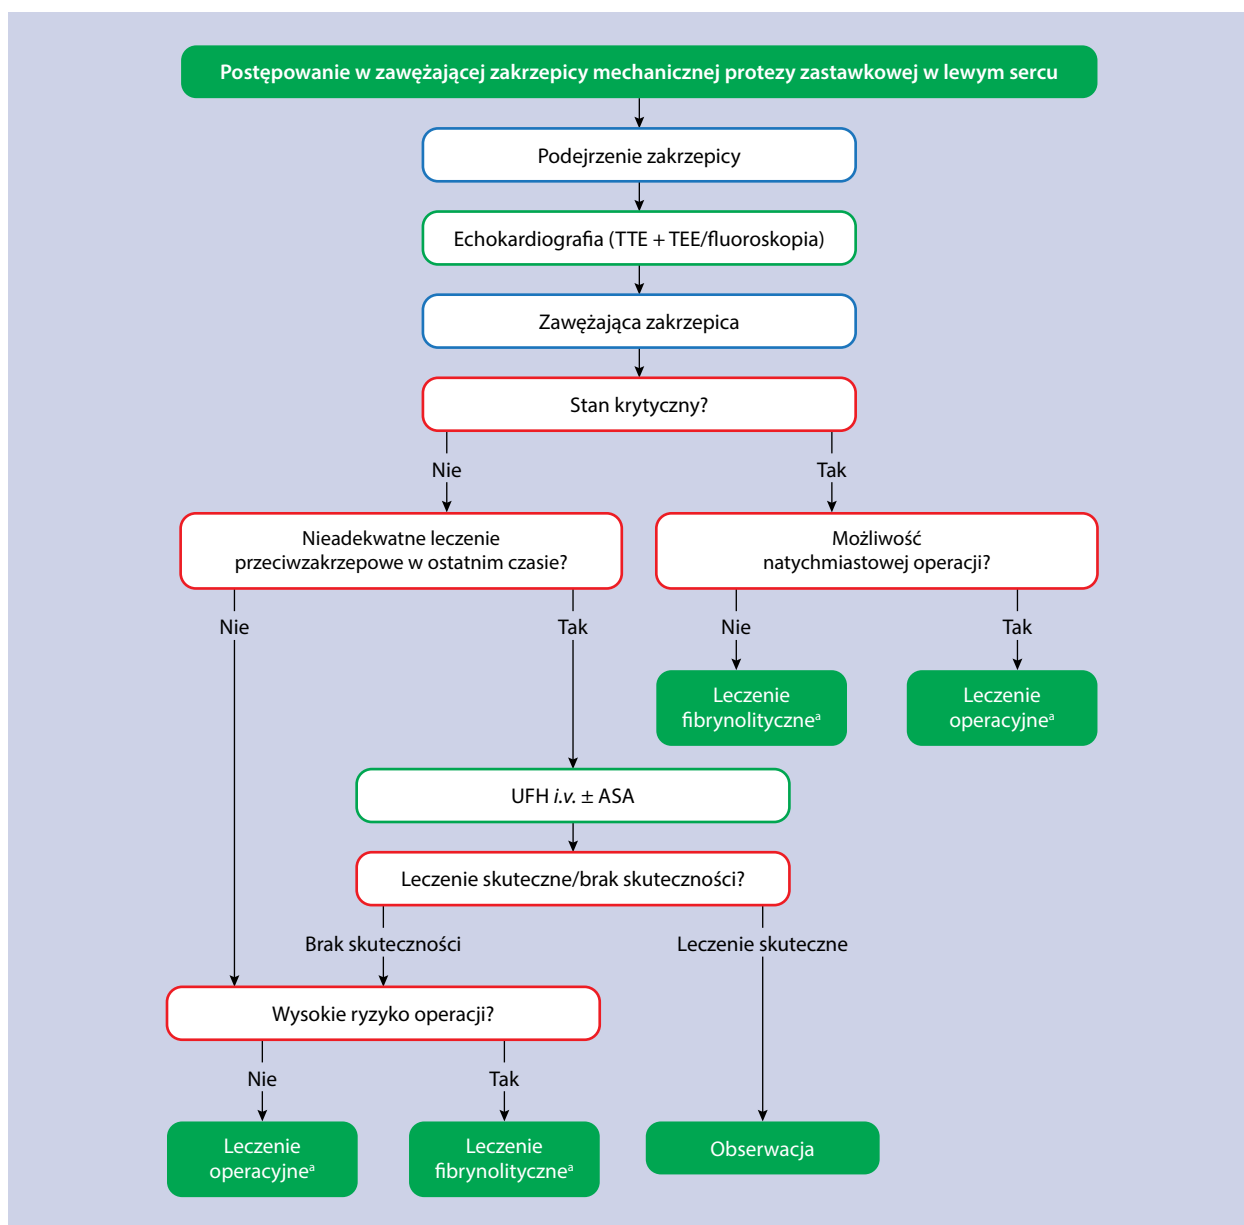 Postępowanie w zawężającej zakrzepicy mechanicznej protezy zastawkowej w lewym sercu
Podejrzenie zakrzepicy
Echokardiografia (TTE + TEE/fluoroskopia)
Zawężająca zakrzepica
Stan krytyczny?
Nie
Tak
Nieadekwatne leczenie
przeciwzakrzepowe w ostatnim czasie?
Możliwość
natychmiastowej operacji?
Nie
Tak
Nie
Tak
Leczenie
fibrynolityczneᵃ
Leczenie
operacyjneᵃ
UFH i.v. ± ASA
Leczenie skuteczne/brak skuteczności?
Brak skuteczności
Leczenie skuteczne
Wysokie ryzyko operacji?
Nie
Tak
Leczenie
operacyjneᵃ
Leczenie
fibrynolityczneᵃ
Obserwacja